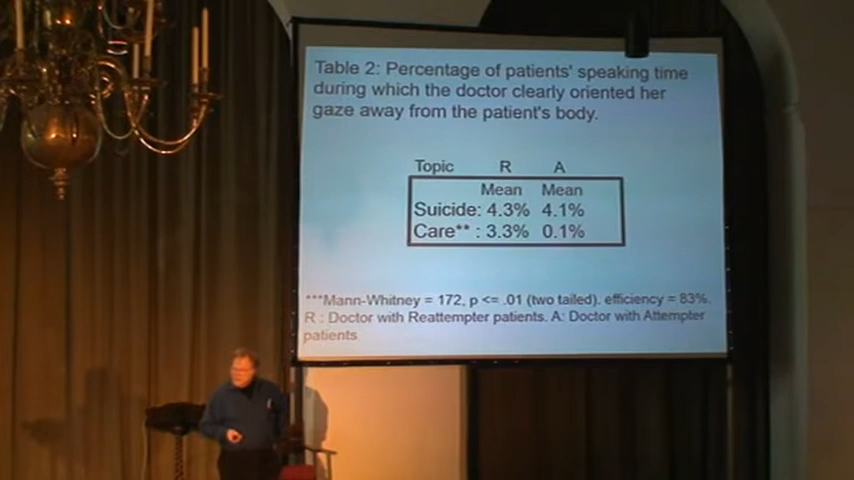 Table 2: Percentage of patients' speaking time
during which the doctor clearly oriented her
gaze away from the patient's body.
Topic R A
Mean Mean
Suicide: 4.3% 4.1%
Care** : 3.3% 0.1%
***Mann-Whitney = 172, p <= .01 (two tailed). efficiency = 83%.
R : Doctor with Reattempter patients. A: Doctor with Attempter
patients